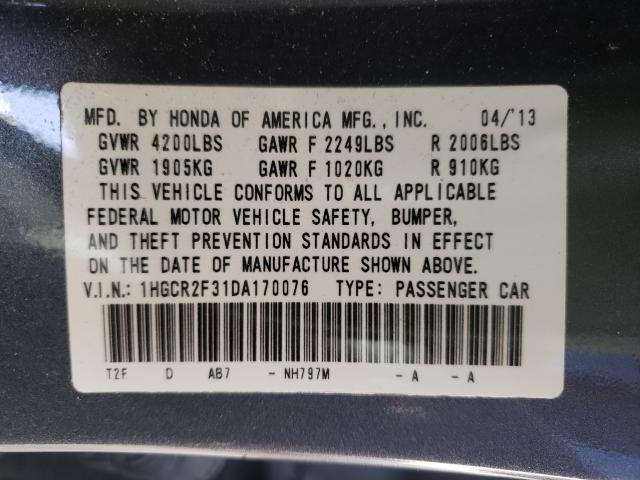 MFD. BY HONDA OF AMERICA MFG., INC. 04/'13
GVWR 4200LBS GAWR F 2249LBS R 2006LBS
GVWR 1905KG GAWR F 1020KG R 910KG
THIS VEHICLE CONFORMS TO ALL APPLICABLE
FEDERAL MOTOR VEHICLE SAFETY, BUMPER,
AND THEFT PREVENTION STANDARDS IN EFFECT
ON THE DATE OF MANUFACTURE SHOWN ABOVE.
V.I.N.: 1HGCR2F31DA170076 TYPE: PASSENGER CAR
T2F D AB7 - NH797M - A - A